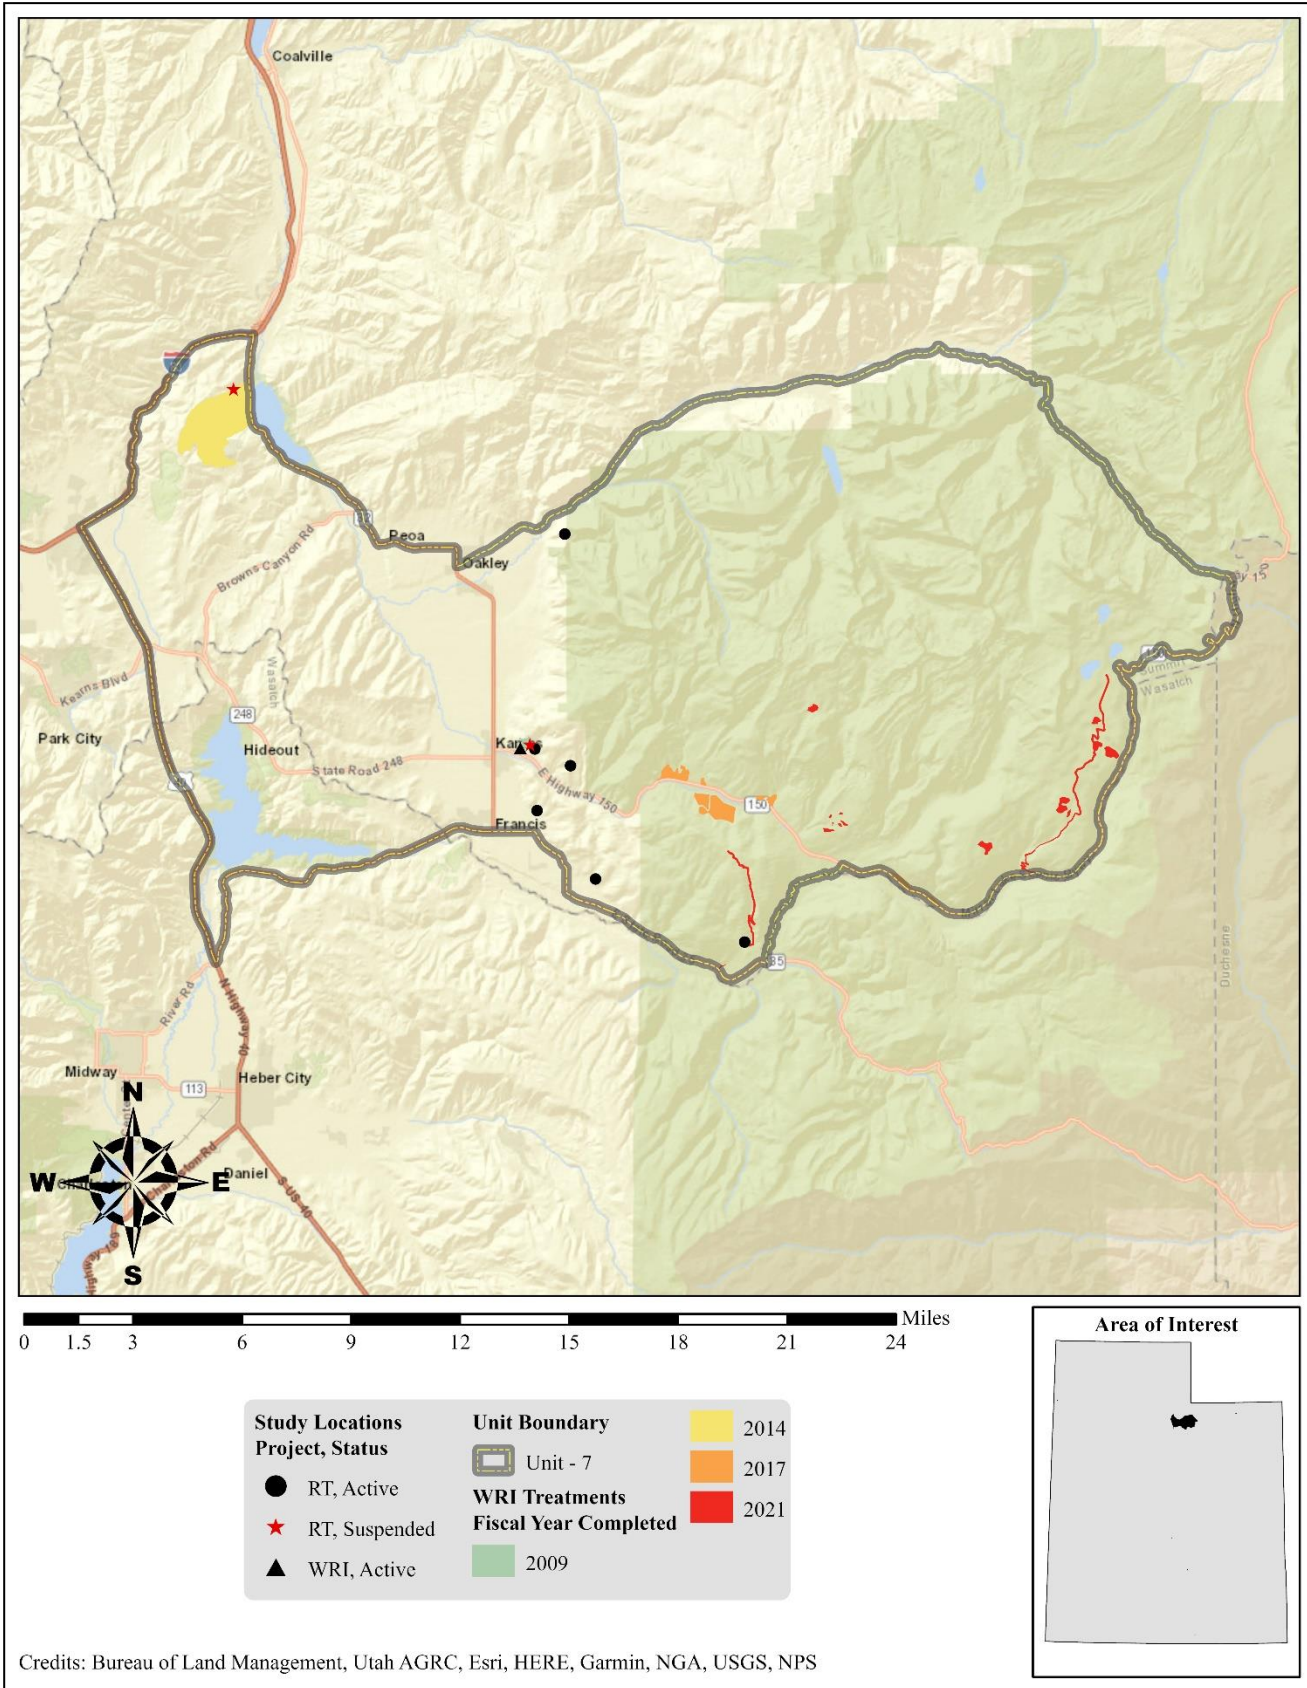 Coalville
Peoa
Oakley
Browns Canyon Rd
Wasatch
Kearns Blvd
248
Park City
Hideout
State Road 248
E Highway 150
150
Francis
Summit
Wasatch
35
Duchesne
River Rd
N Highway 40
Midway
113
Heber City
Daniel
Charleston Rd
S US-40
Highway 189
N
W
E
S
0
1.5
3
6
9
12
15
18
21
24
Miles
Area of Interest
Study Locations
Project, Status
RT, Active
RT, Suspended
WRI, Active
Unit Boundary
Unit - 7
WRI Treatments
Fiscal Year Completed
2009
2014
2017
2021
Credits: Bureau of Land Management, Utah AGRC, Esri, HERE, Garmin, NGA, USGS, NPS